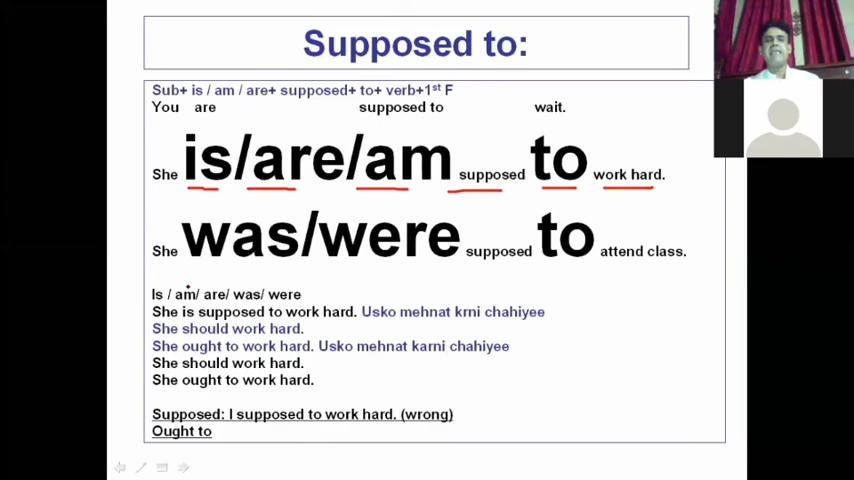 Supposed to:
Sub+ is / am / are+ supposed+ to+ verb+1st F
You are supposed to wait.
She is/are/am supposed to work hard.
She was/were supposed to attend class.
Is / am/ are/ was/ were
She is supposed to work hard. Usko mehnat krni chahiyee
She should work hard.
She ought to work hard. Usko mehnat karni chahiyee
She should work hard.
She ought to work hard.
Supposed: I supposed to work hard. (wrong)
Ought to